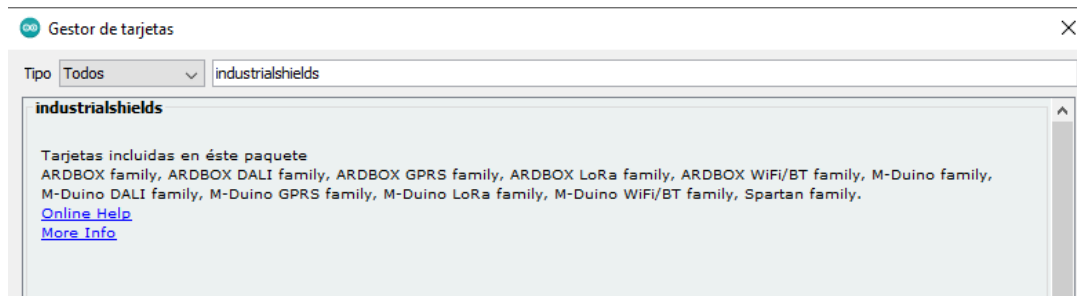 Gestor de tarjetas
Tipo Todos industrialshields
industrialshields
Tarjetas incluidas en éste paquete
ARDBOX family, ARDBOX DALI family, ARDBOX GPRS family, ARDBOX LoRa family, ARDBOX WiFi/BT family, M-Duino family,
M-Duino DALI family, M-Duino GPRS family, M-Duino LoRa family, M-Duino WiFi/BT family, Spartan family.
Online Help
More Info